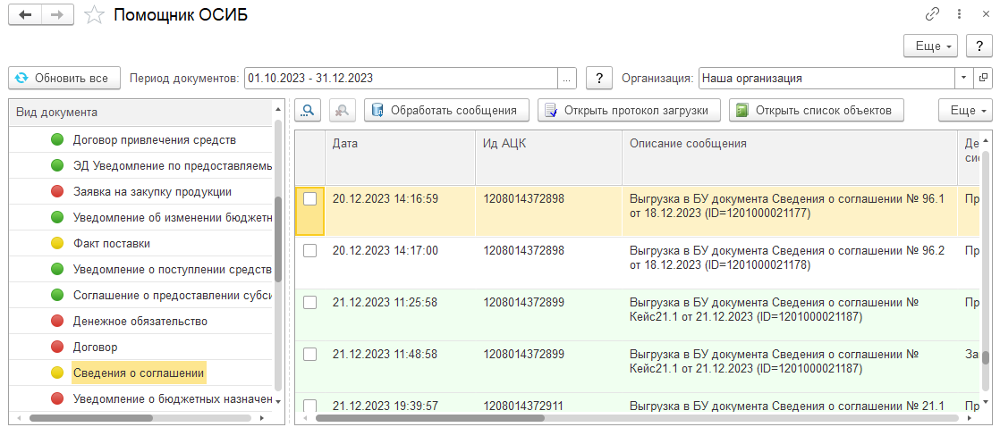 Помощник ОСИБ
Еще
?
Обновить все
Период документов:
01.10.2023 - 31.12.2023
...
?
Организация:
Наша организация
Вид документа
Договор привлечения средств
ЭД Уведомление по предоставляемь
Заявка на закупку продукции
Уведомление об изменении бюджетн
Факт поставки
Уведомление о поступлении средств
Соглашение о предоставлении субси
Денежное обязательство
Договор
Сведения о соглашении
Уведомление о бюджетных назначен
Обработать сообщения
Открыть протокол загрузки
Открыть список объектов
Еще
Дата
Ид АЦК
Описание сообщения
Де
сис
20.12.2023 14:16:59
1208014372898
Выгрузка в БУ документа Сведения о соглашении № 96.1
от 18.12.2023 (ID=1201000021177)
Пр
20.12.2023 14:17:00
1208014372898
Выгрузка в БУ документа Сведения о соглашении № 96.2
от 18.12.2023 (ID=1201000021178)
Пр
21.12.2023 11:25:58
1208014372899
Выгрузка в БУ документа Сведения о соглашении №
Кейс21.1 от 21.12.2023 (ID=1201000021187)
Пр
21.12.2023 11:48:58
1208014372899
Выгрузка в БУ документа Сведения о соглашении №
Кейс21.1 от 21.12.2023 (ID=1201000021187)
За
21.12.2023 19:39:57
1208014372911
Выгрузка в БУ документа Сведения о соглашении № 21.1
Пр